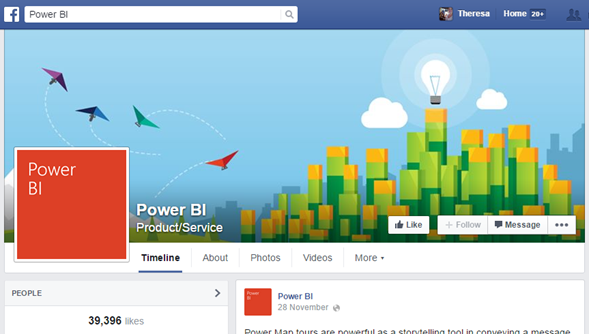 Power BI
Theresa
Home 20+
Power
BI
Power BI
Product/Service
Like
Follow
Message
Timeline
About
Photos
Videos
More
PEOPLE
39,396 likes
Power BI
Power BI
28 November
Power Map tours are powerful as a storytelling tool in conveying a message